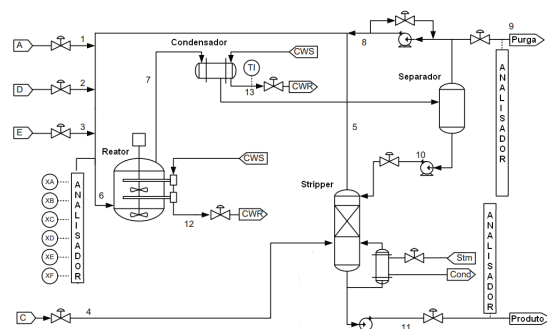 9
A
1
8
Purga
Condensador
CWS
D
2
7
TI
Separador
CWR
13
ANALISADOR
E
3
5
Reator
10
CWS
XA
XB
XC
XD
XE
XF
ANALISADOR
6
Stripper
12
CWR
ANALISADOR
Stm
Cond
C
4
11
Produto